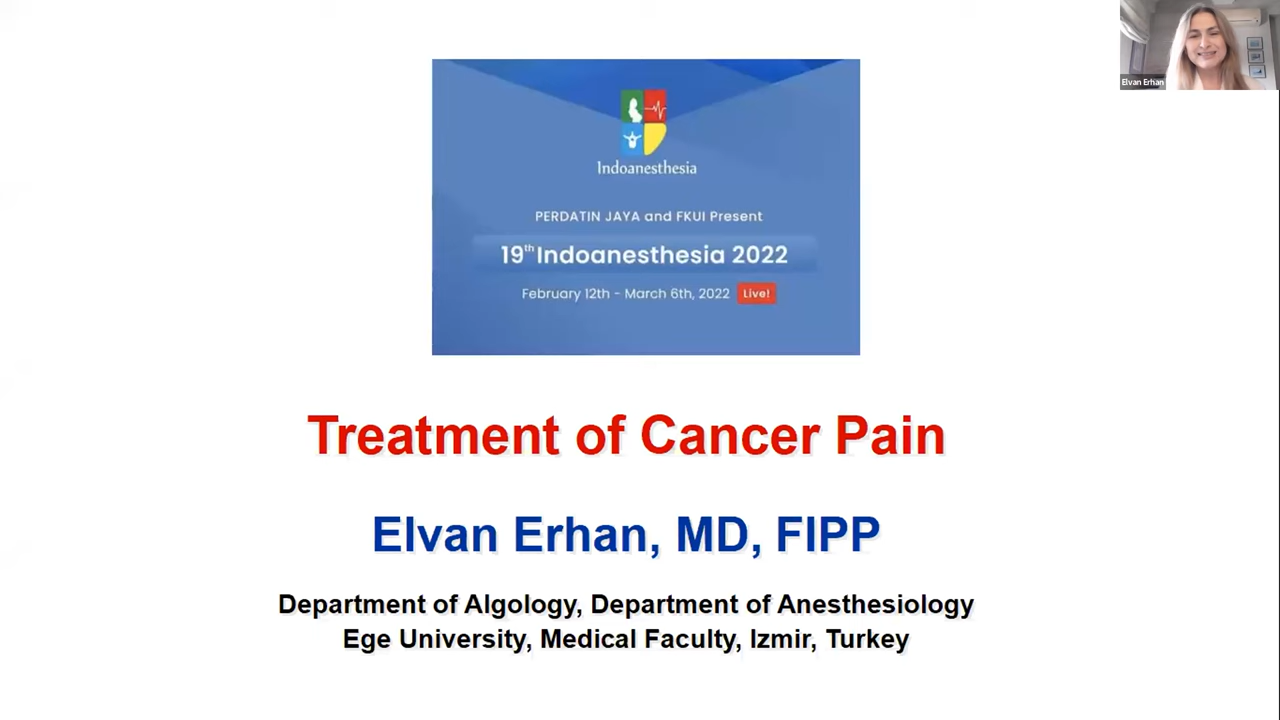 Elvan Erhan
Indoanesthesia
PERDATIN JAYA and FKUI Present
19th Indoanesthesia 2022
February 12th - March 6th, 2022 Live!
Treatment of Cancer Pain
Elvan Erhan, MD, FIPP
Department of Algology, Department of Anesthesiology
Ege University, Medical Faculty, Izmir, Turkey